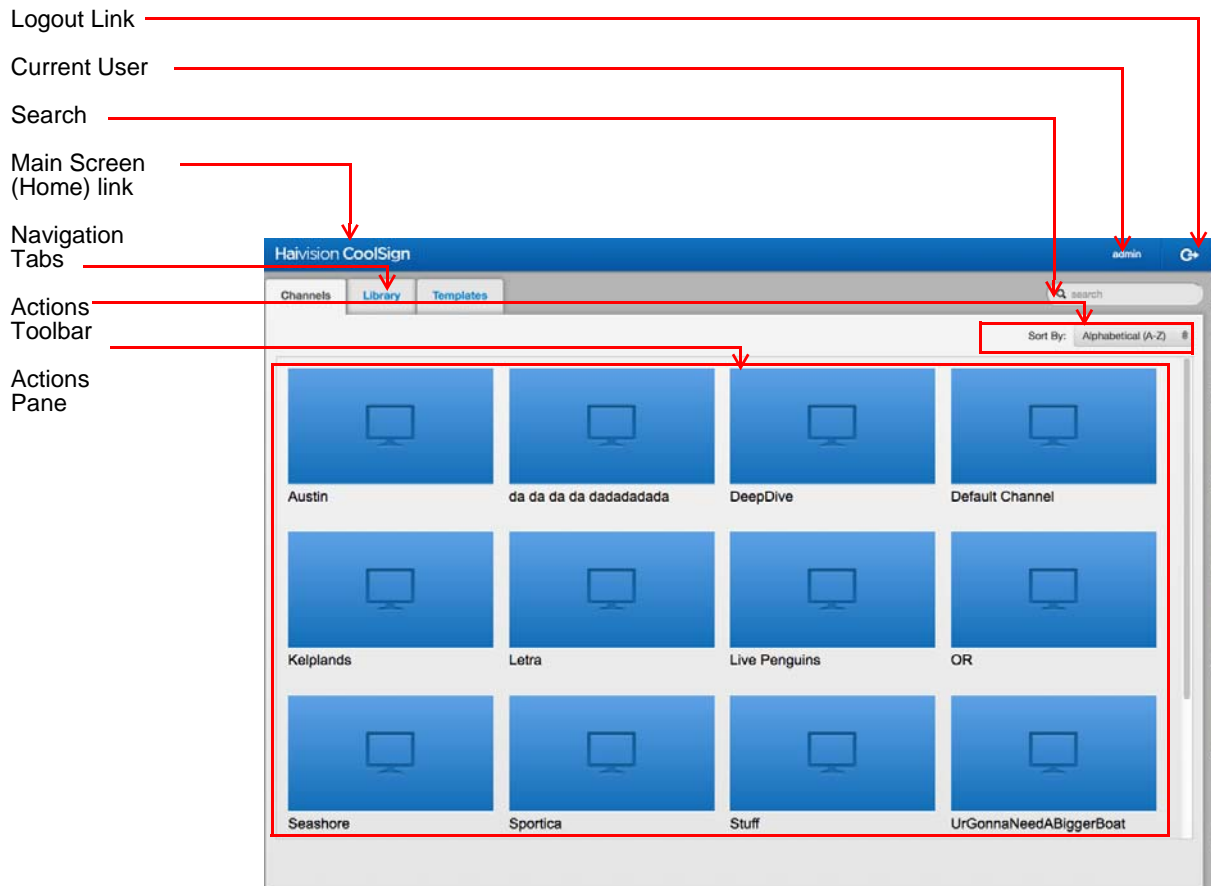 Logout Link
Current User
Search
Main Screen
(Home) link
Navigation
Tabs
Actions
Toolbar
Actions
Pane
Haivision CoolSign
admin
Channels
Library
Templates
search
Sort By:
Alphabetical (A-Z)
Austin
da da da da dadadadada
DeepDive
Default Channel
Kelplands
Letra
Live Penguins
OR
Seashore
Sportica
Stuff
UrGonnaNeedABiggerBoat